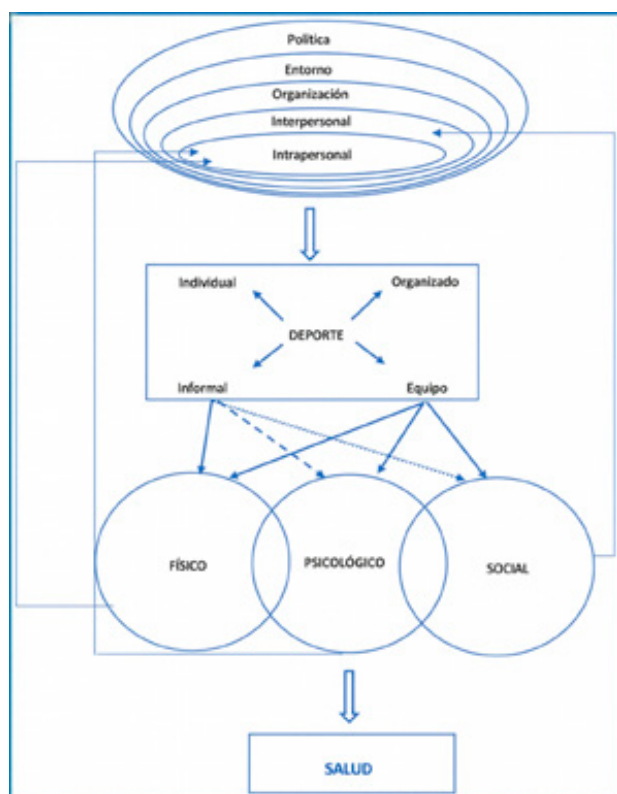 Política
Entorno
Organización
Interpersonal
Intrapersonal
Individual
Organizado
DEPORTE
Informal
Equipo
FÍSICO
PSICOLÓGICO
SOCIAL
SALUD